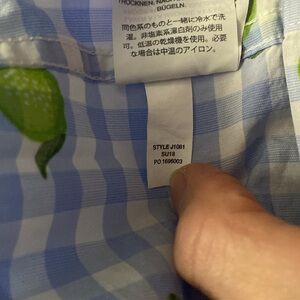 TROCKNEN, NACH
BÜGELN.
同色系のものと一緒に冷水で洗
濯。非塩素系漂白剤のみ使用
可。低温の乾燥機を使用。必要
な場合は中温のアイロン。
STYLE J1081
SU18
PO 1695003